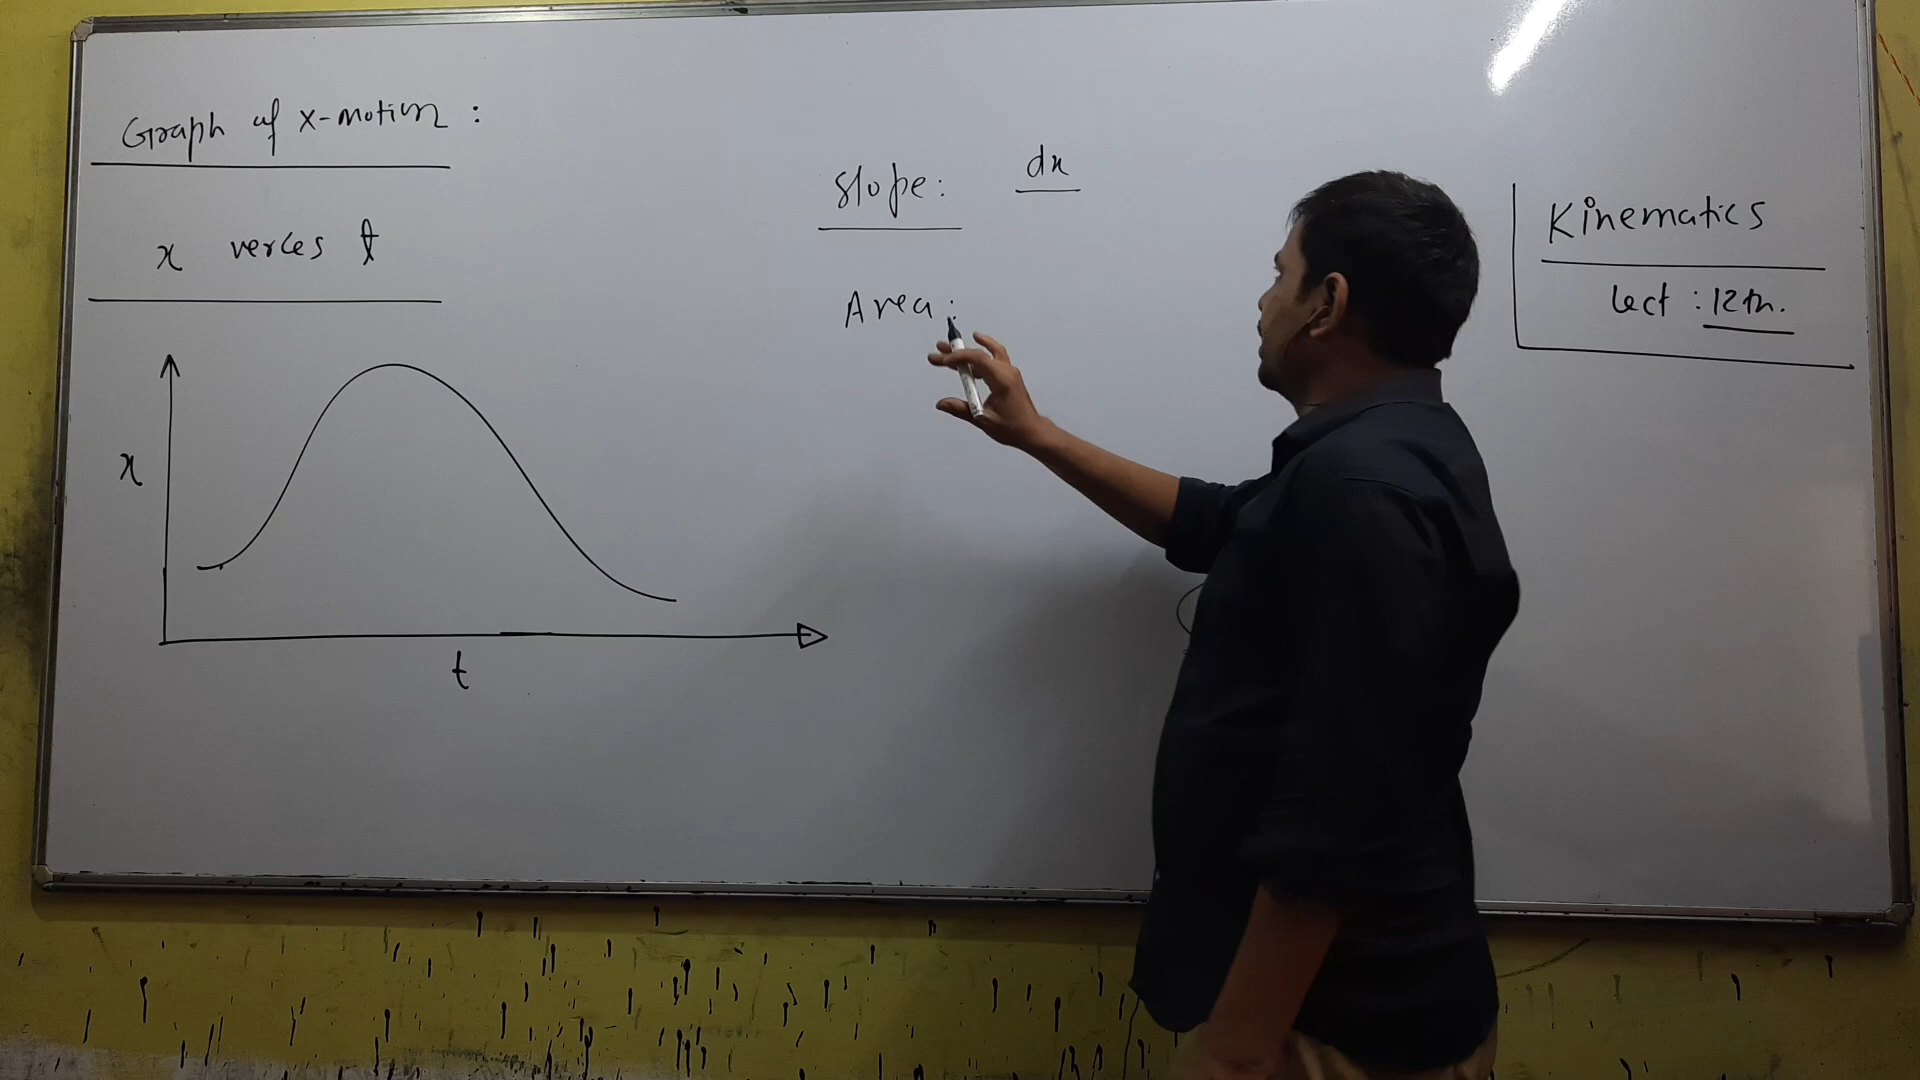 Graph of x-motion :
x verces t
x
t
Slope: dx
Area:
Kinematics
Lect : 12th.